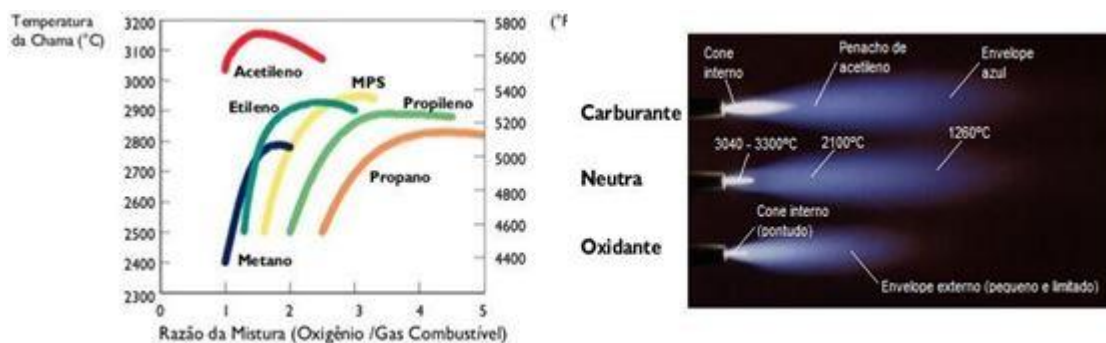 Temperatura
da Chama (°C)
(°F
3200
3100
3000
2900
2800
2700
2600
2500
2400
2300
5800
5600
5400
5200
5000
4800
4600
4400
Acetileno
MPS
Etileno
Propileno
Propano
Metano
0 1 2 3 4 5
Razão da Mistura (Oxigênio /Gas Combustível)
Cone
interno
Penacho de
acetileno
Envelope
azul
Carburante
3040 - 3300ºC
2100ºC
1260ºC
Neutra
Cone interno
(pontudo)
Oxidante
Envelope externo (pequeno e limitado)